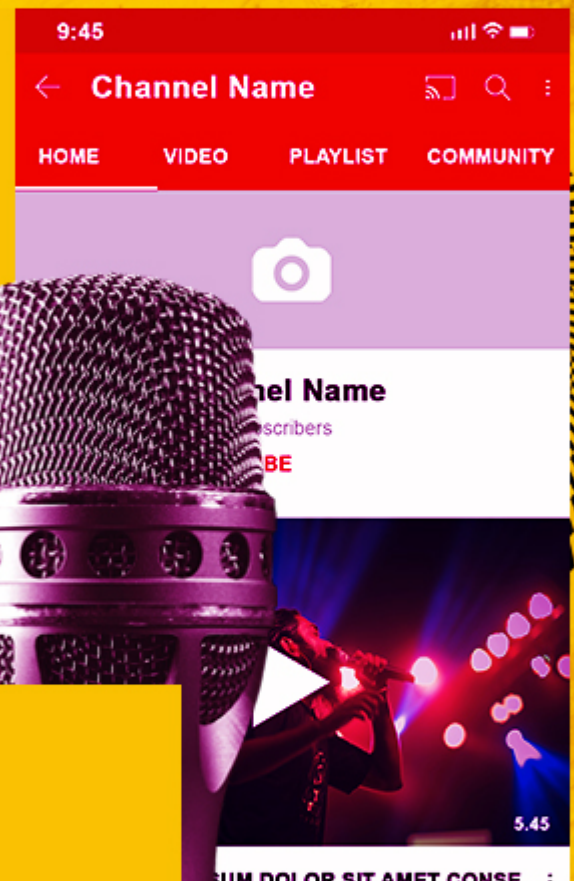 9:45
Channel Name
HOME VIDEO PLAYLIST COMMUNITY
nel Name
scribers
BE
5.45
SUM DOLOR SIT AMET CONSE